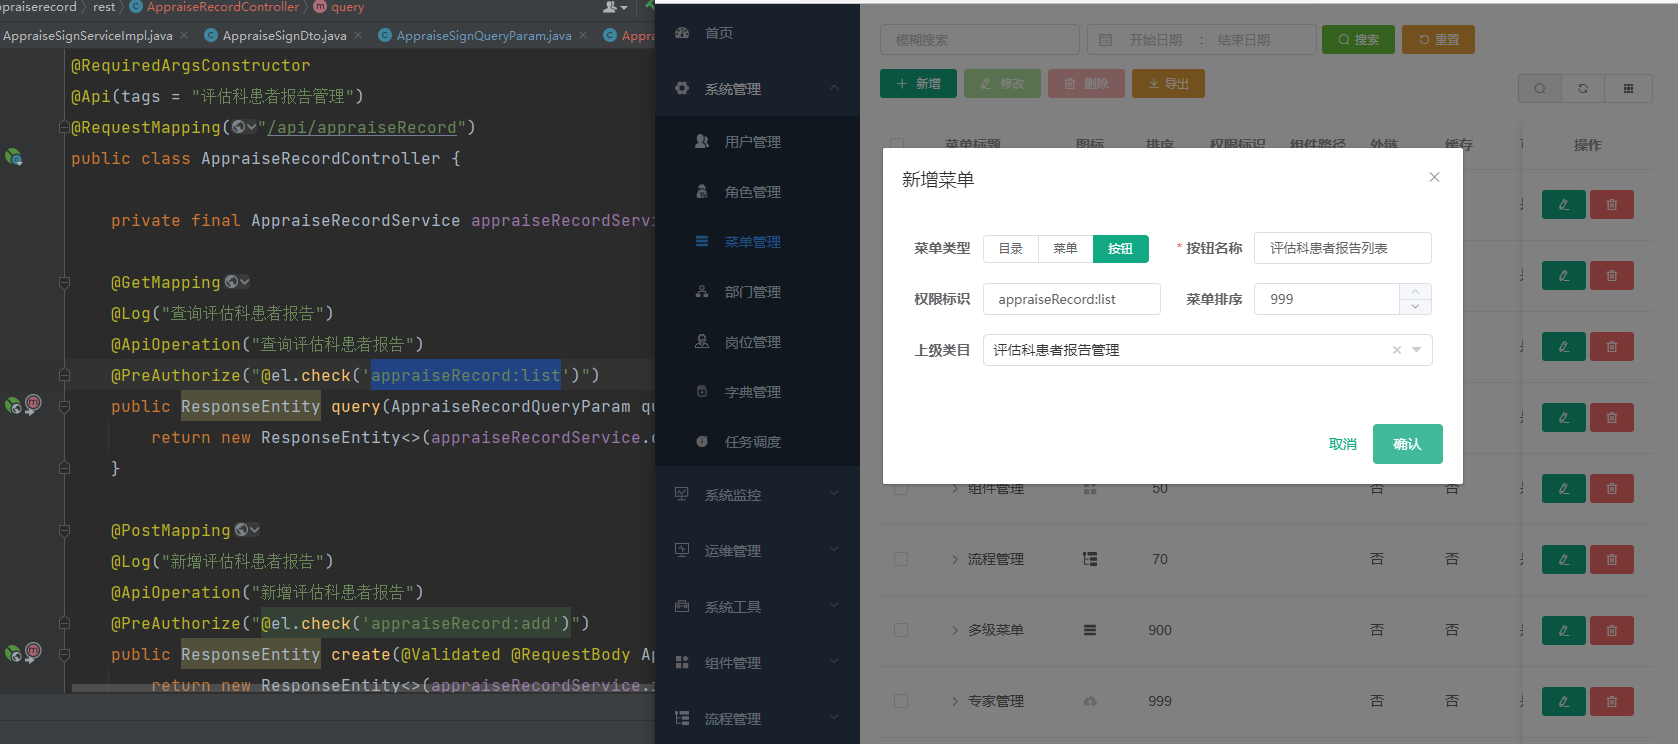 ppraiserecord rest AppraiseRecordController query
AppraiseSignServiceImpl.java AppraiseSignDto.java AppraiseSignQueryParam.java Appra
@RequiredArgsConstructor
@Api(tags = "评估科患者报告管理")
@RequestMapping("/api/appraiseRecord")
public class AppraiseRecordController {
private final AppraiseRecordService appraiseRecordServi
@GetMapping
@Log("查询评估科患者报告")
@ApiOperation("查询评估科患者报告")
@PreAuthorize("@el.check('appraiseRecord:list')")
public ResponseEntity query(AppraiseRecordQueryParam qu
return new ResponseEntity<>(appraiseRecordService.
}
@PostMapping
@Log("新增评估科患者报告")
@ApiOperation("新增评估科患者报告")
@PreAuthorize("@el.check('appraiseRecord:add')")
public ResponseEntity create(@Validated @RequestBody Ap
return new ResponseEntity<>(appraiseRecordService.
首页
系统管理
用户管理
角色管理
菜单管理
部门管理
岗位管理
字典管理
任务调度
系统监控
运维管理
系统工具
组件管理
流程管理
模糊搜索 开始日期 : 结束日期 搜索 重置
新增 修改 删除 导出
菜单标题 图标 排序 权限标识 组件路径 外链 缓存 操作
新增菜单
菜单类型 目录 菜单 按钮 * 按钮名称 评估科患者报告列表
权限标识 appraiseRecord:list 菜单排序 999
上级类目 评估科患者报告管理
取消 确认
组件管理 50 否 否
流程管理 70 否 否
多级菜单 900 否 否
专家管理 999 否 否